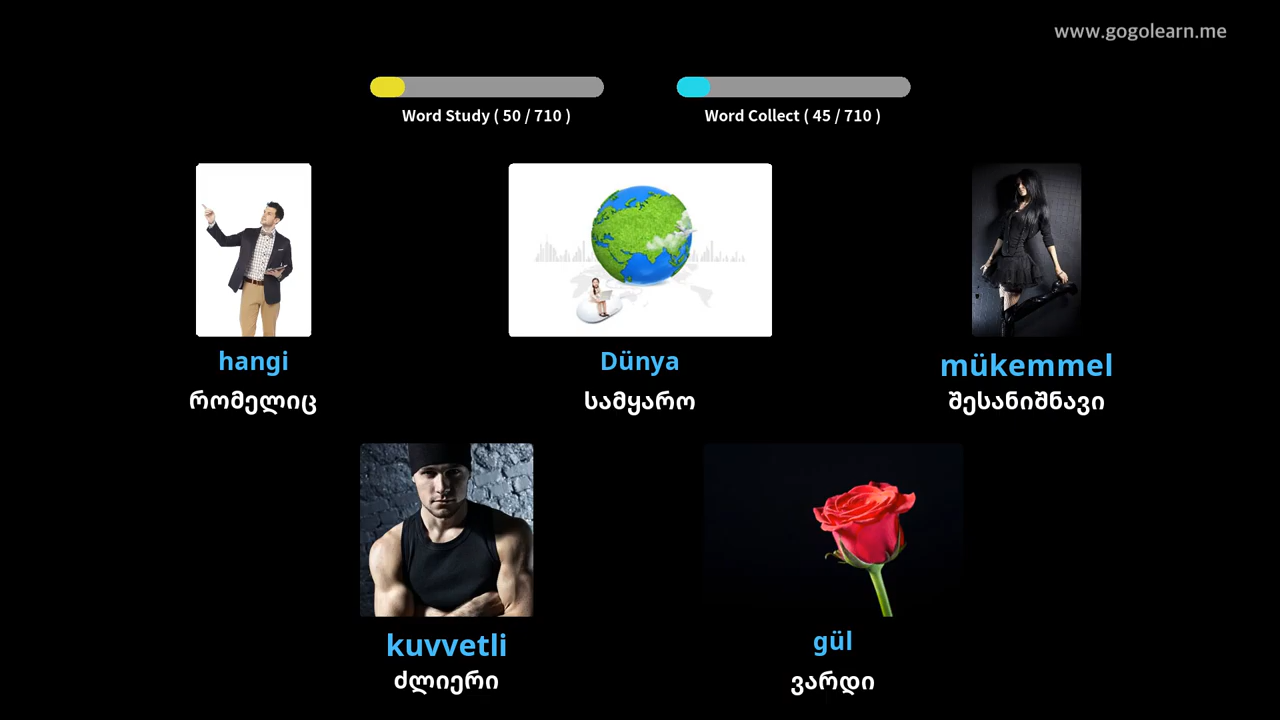 www.gogolearn.me
Word Study ( 50 / 710 )
Word Collect ( 45 / 710 )
hangi
რომელიც
Dünya
სამყარო
mükemmel
შესანიშნავი
kuvvetli
ძლიერი
gül
ვარდი